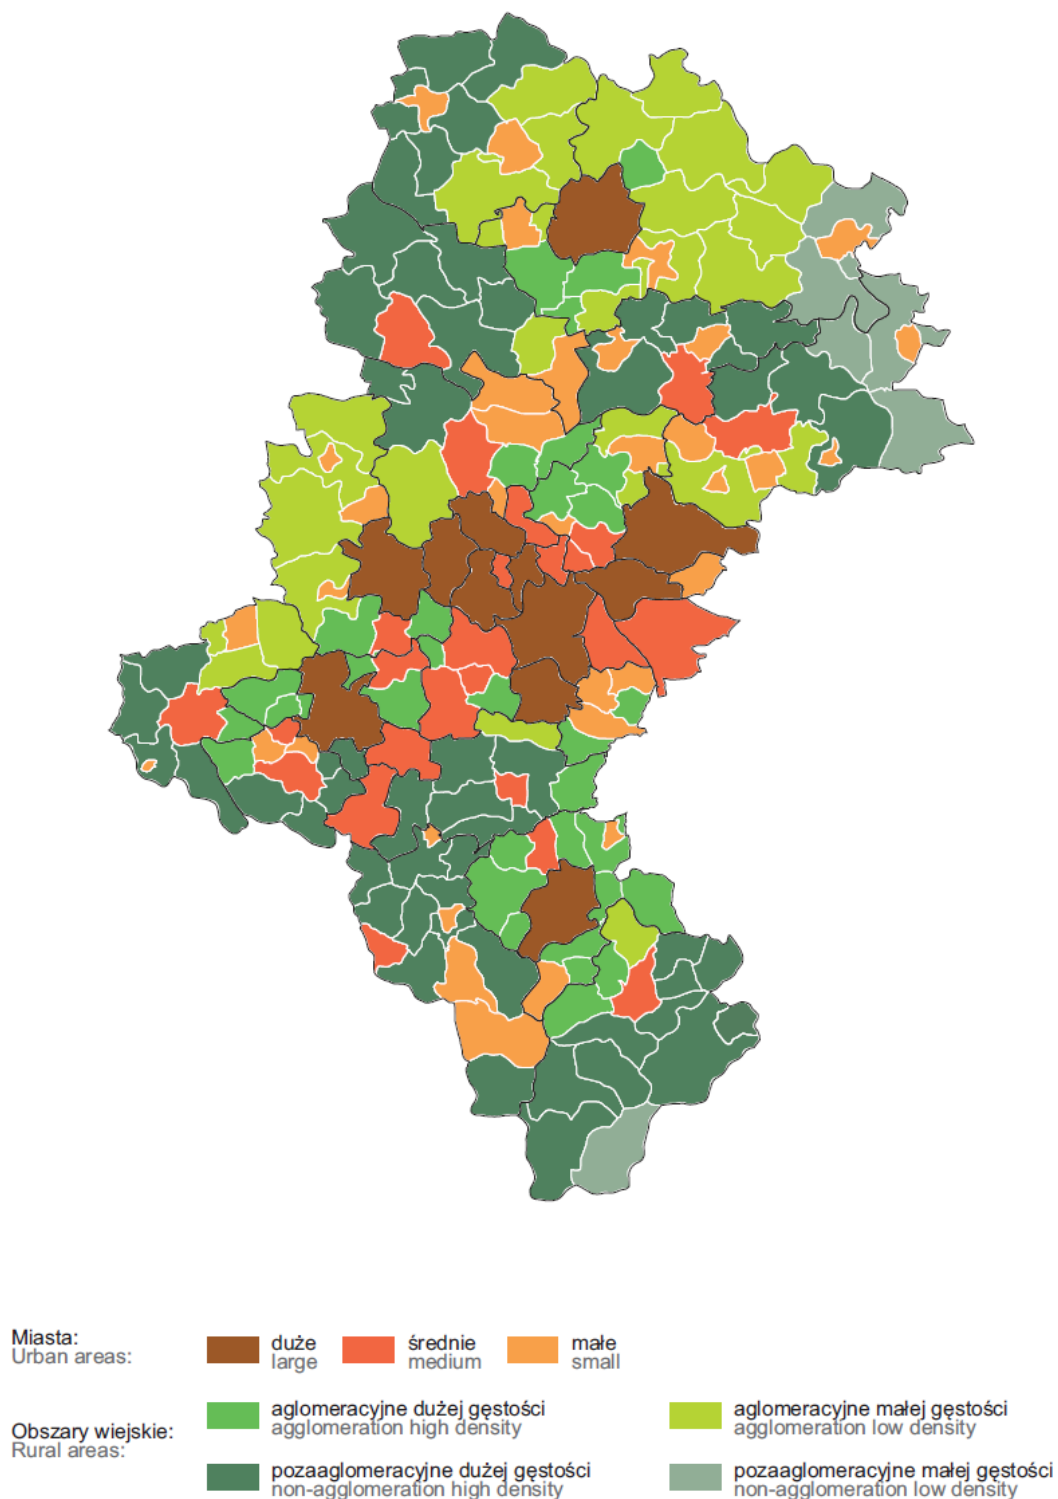 Miasta:
Urban areas:
duże
large
średnie
medium
małe
small
Obszary wiejskie:
Rural areas:
aglomeracyjne dużej gęstości
agglomeration high density
aglomeracyjne małej gęstości
agglomeration low density
pozaaglomeracyjne dużej gęstości
non-agglomeration high density
pozaaglomeracyjne małej gęstości
non-agglomeration low density